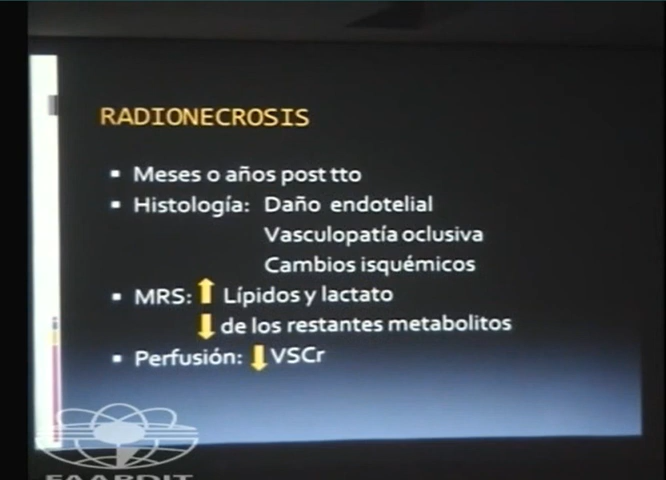 RADIONECROSIS
▪ Meses o años post tto
▪ Histología: Daño endotelial
Vasculopatía oclusiva
Cambios isquémicos
▪ MRS: ↑ Lípidos y lactato
↓ de los restantes metabolitos
▪ Perfusión: ↓ VSCr
FAARDIT